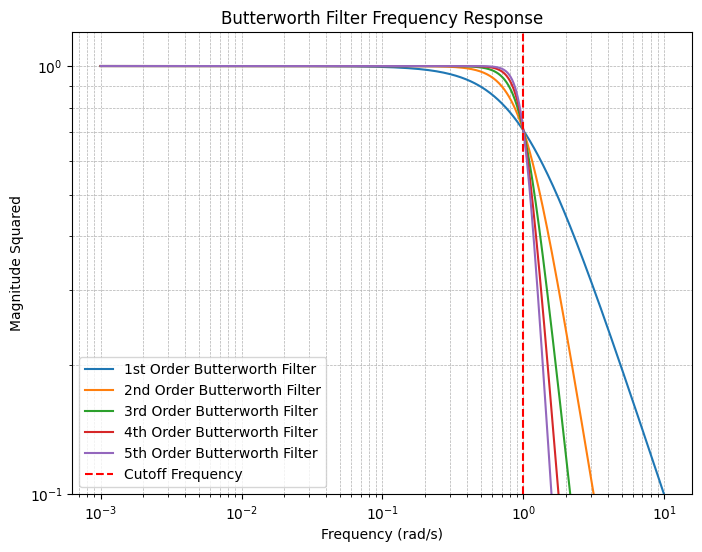 Butterworth Filter Frequency Response
Magnitude Squared
10⁰
10⁻¹
1st Order Butterworth Filter
2nd Order Butterworth Filter
3rd Order Butterworth Filter
4th Order Butterworth Filter
5th Order Butterworth Filter
Cutoff Frequency
10⁻³ 10⁻² 10⁻¹ 10⁰ 10¹
Frequency (rad/s)